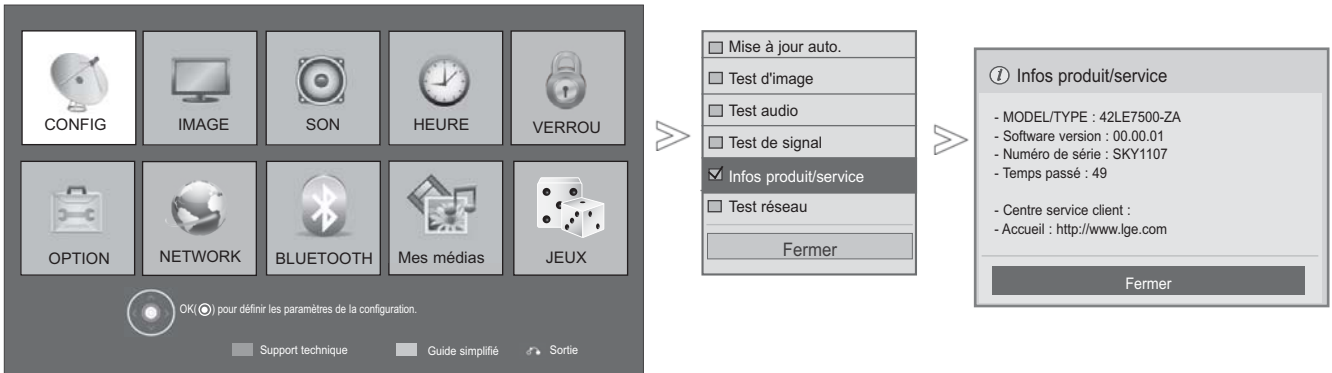 CONFIG
IMAGE
SON
HEURE
VERROU
OPTION
NETWORK
BLUETOOTH
Mes médias
JEUX
OK( ) pour définir les paramètres de la configuration.
Support technique
Guide simplifié
Sortie
Mise à jour auto.
Test d'image
Test audio
Test de signal
Infos produit/service
Test réseau
Fermer
Infos produit/service
- MODEL/TYPE : 42LE7500-ZA
- Software version : 00.00.01
- Numéro de série : SKY1107
- Temps passé : 49
- Centre service client :
- Accueil : http://www.lge.com
Fermer